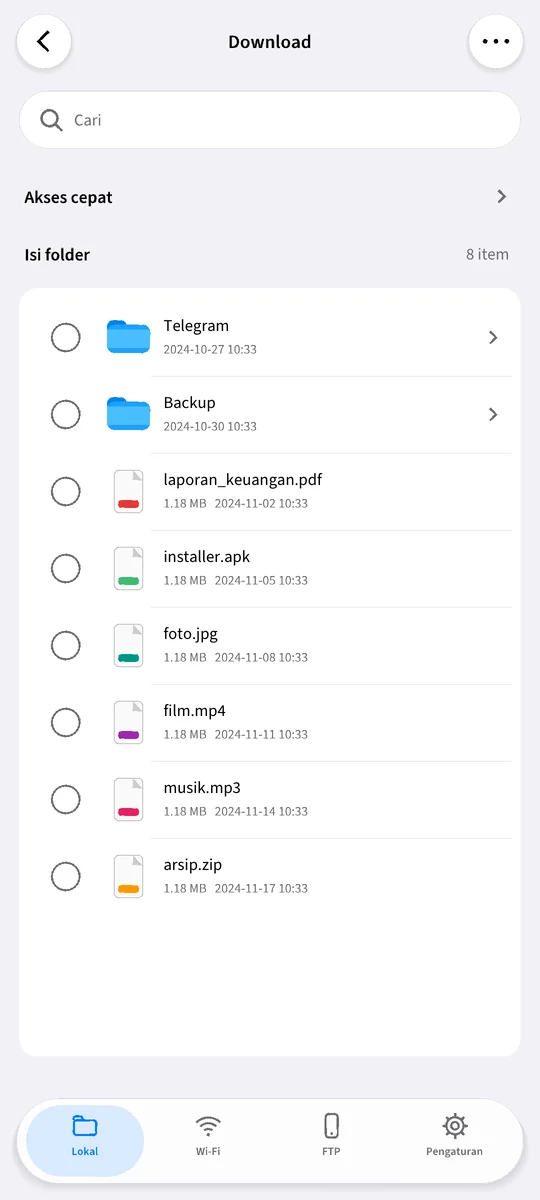 Download
Cari
Akses cepat
Isi folder 8 item
Telegram
2024-10-27 10:33
Backup
2024-10-30 10:33
laporan_keuangan.pdf
1.18 MB 2024-11-02 10:33
installer.apk
1.18 MB 2024-11-05 10:33
foto.jpg
1.18 MB 2024-11-08 10:33
film.mp4
1.18 MB 2024-11-11 10:33
musik.mp3
1.18 MB 2024-11-14 10:33
arsip.zip
1.18 MB 2024-11-17 10:33
Lokal Wi-Fi FTP Pengaturan